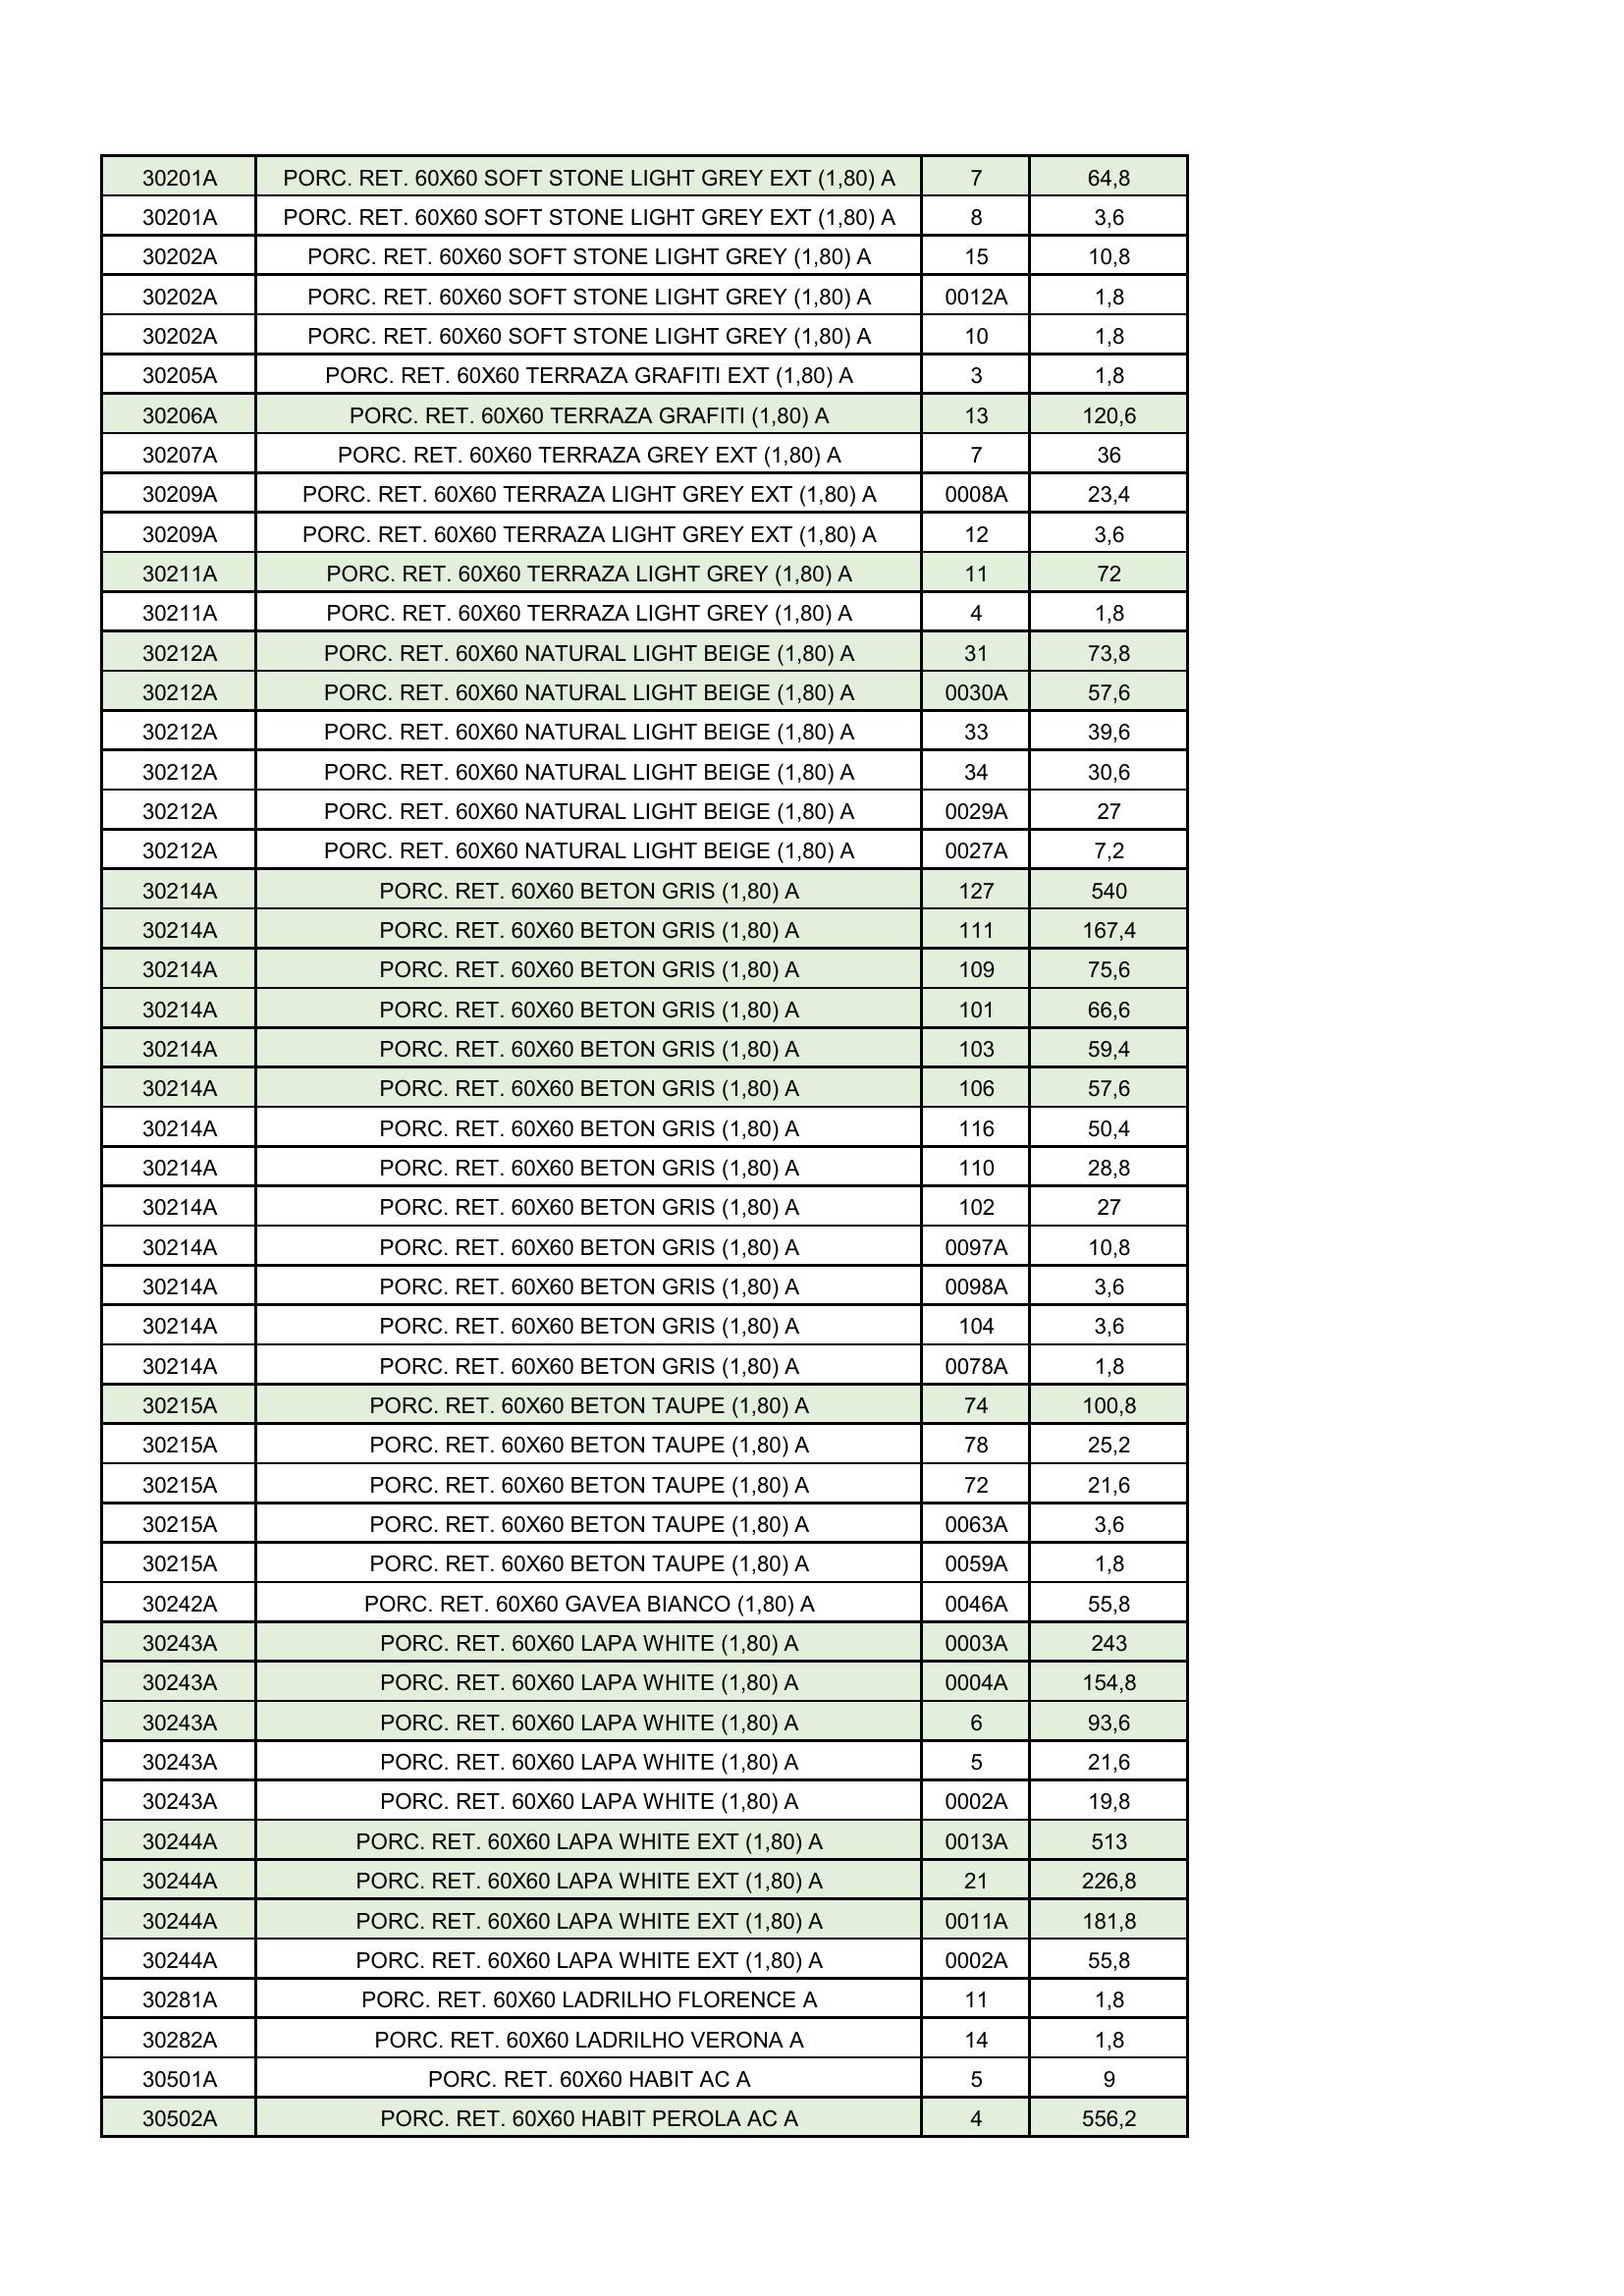 30201A PORC. RET. 60X60 SOFT STONE LIGHT GREY EXT (1,80) A 7 64,8
30201A PORC. RET. 60X60 SOFT STONE LIGHT GREY EXT (1,80) A 8 3,6
30202A PORC. RET. 60X60 SOFT STONE LIGHT GREY (1,80) A 15 10,8
30202A PORC. RET. 60X60 SOFT STONE LIGHT GREY (1,80) A 0012A 1,8
30202A PORC. RET. 60X60 SOFT STONE LIGHT GREY (1,80) A 10 1,8
30205A PORC. RET. 60X60 TERRAZA GRAFITI EXT (1,80) A 3 1,8
30206A PORC. RET. 60X60 TERRAZA GRAFITI (1,80) A 13 120,6
30207A PORC. RET. 60X60 TERRAZA GREY EXT (1,80) A 7 36
30209A PORC. RET. 60X60 TERRAZA LIGHT GREY EXT (1,80) A 0008A 23,4
30209A PORC. RET. 60X60 TERRAZA LIGHT GREY EXT (1,80) A 12 3,6
30211A PORC. RET. 60X60 TERRAZA LIGHT GREY (1,80) A 11 72
30211A PORC. RET. 60X60 TERRAZA LIGHT GREY (1,80) A 4 1,8
30212A PORC. RET. 60X60 NATURAL LIGHT BEIGE (1,80) A 31 73,8
30212A PORC. RET. 60X60 NATURAL LIGHT BEIGE (1,80) A 0030A 57,6
30212A PORC. RET. 60X60 NATURAL LIGHT BEIGE (1,80) A 33 39,6
30212A PORC. RET. 60X60 NATURAL LIGHT BEIGE (1,80) A 34 30,6
30212A PORC. RET. 60X60 NATURAL LIGHT BEIGE (1,80) A 0029A 27
30212A PORC. RET. 60X60 NATURAL LIGHT BEIGE (1,80) A 0027A 7,2
30214A PORC. RET. 60X60 BETON GRIS (1,80) A 127 540
30214A PORC. RET. 60X60 BETON GRIS (1,80) A 111 167,4
30214A PORC. RET. 60X60 BETON GRIS (1,80) A 109 75,6
30214A PORC. RET. 60X60 BETON GRIS (1,80) A 101 66,6
30214A PORC. RET. 60X60 BETON GRIS (1,80) A 103 59,4
30214A PORC. RET. 60X60 BETON GRIS (1,80) A 106 57,6
30214A PORC. RET. 60X60 BETON GRIS (1,80) A 116 50,4
30214A PORC. RET. 60X60 BETON GRIS (1,80) A 110 28,8
30214A PORC. RET. 60X60 BETON GRIS (1,80) A 102 27
30214A PORC. RET. 60X60 BETON GRIS (1,80) A 0097A 10,8
30214A PORC. RET. 60X60 BETON GRIS (1,80) A 0098A 3,6
30214A PORC. RET. 60X60 BETON GRIS (1,80) A 104 3,6
30214A PORC. RET. 60X60 BETON GRIS (1,80) A 0078A 1,8
30215A PORC. RET. 60X60 BETON TAUPE (1,80) A 74 100,8
30215A PORC. RET. 60X60 BETON TAUPE (1,80) A 78 25,2
30215A PORC. RET. 60X60 BETON TAUPE (1,80) A 72 21,6
30215A PORC. RET. 60X60 BETON TAUPE (1,80) A 0063A 3,6
30215A PORC. RET. 60X60 BETON TAUPE (1,80) A 0059A 1,8
30242A PORC. RET. 60X60 GAVEA BIANCO (1,80) A 0046A 55,8
30243A PORC. RET. 60X60 LAPA WHITE (1,80) A 0003A 243
30243A PORC. RET. 60X60 LAPA WHITE (1,80) A 0004A 154,8
30243A PORC. RET. 60X60 LAPA WHITE (1,80) A 6 93,6
30243A PORC. RET. 60X60 LAPA WHITE (1,80) A 5 21,6
30243A PORC. RET. 60X60 LAPA WHITE (1,80) A 0002A 19,8
30244A PORC. RET. 60X60 LAPA WHITE EXT (1,80) A 0013A 513
30244A PORC. RET. 60X60 LAPA WHITE EXT (1,80) A 21 226,8
30244A PORC. RET. 60X60 LAPA WHITE EXT (1,80) A 0011A 181,8
30244A PORC. RET. 60X60 LAPA WHITE EXT (1,80) A 0002A 55,8
30281A PORC. RET. 60X60 LADRILHO FLORENCE A 11 1,8
30282A PORC. RET. 60X60 LADRILHO VERONA A 14 1,8
30501A PORC. RET. 60X60 HABIT AC A 5 9
30502A PORC. RET. 60X60 HABIT PEROLA AC A 4 556,2